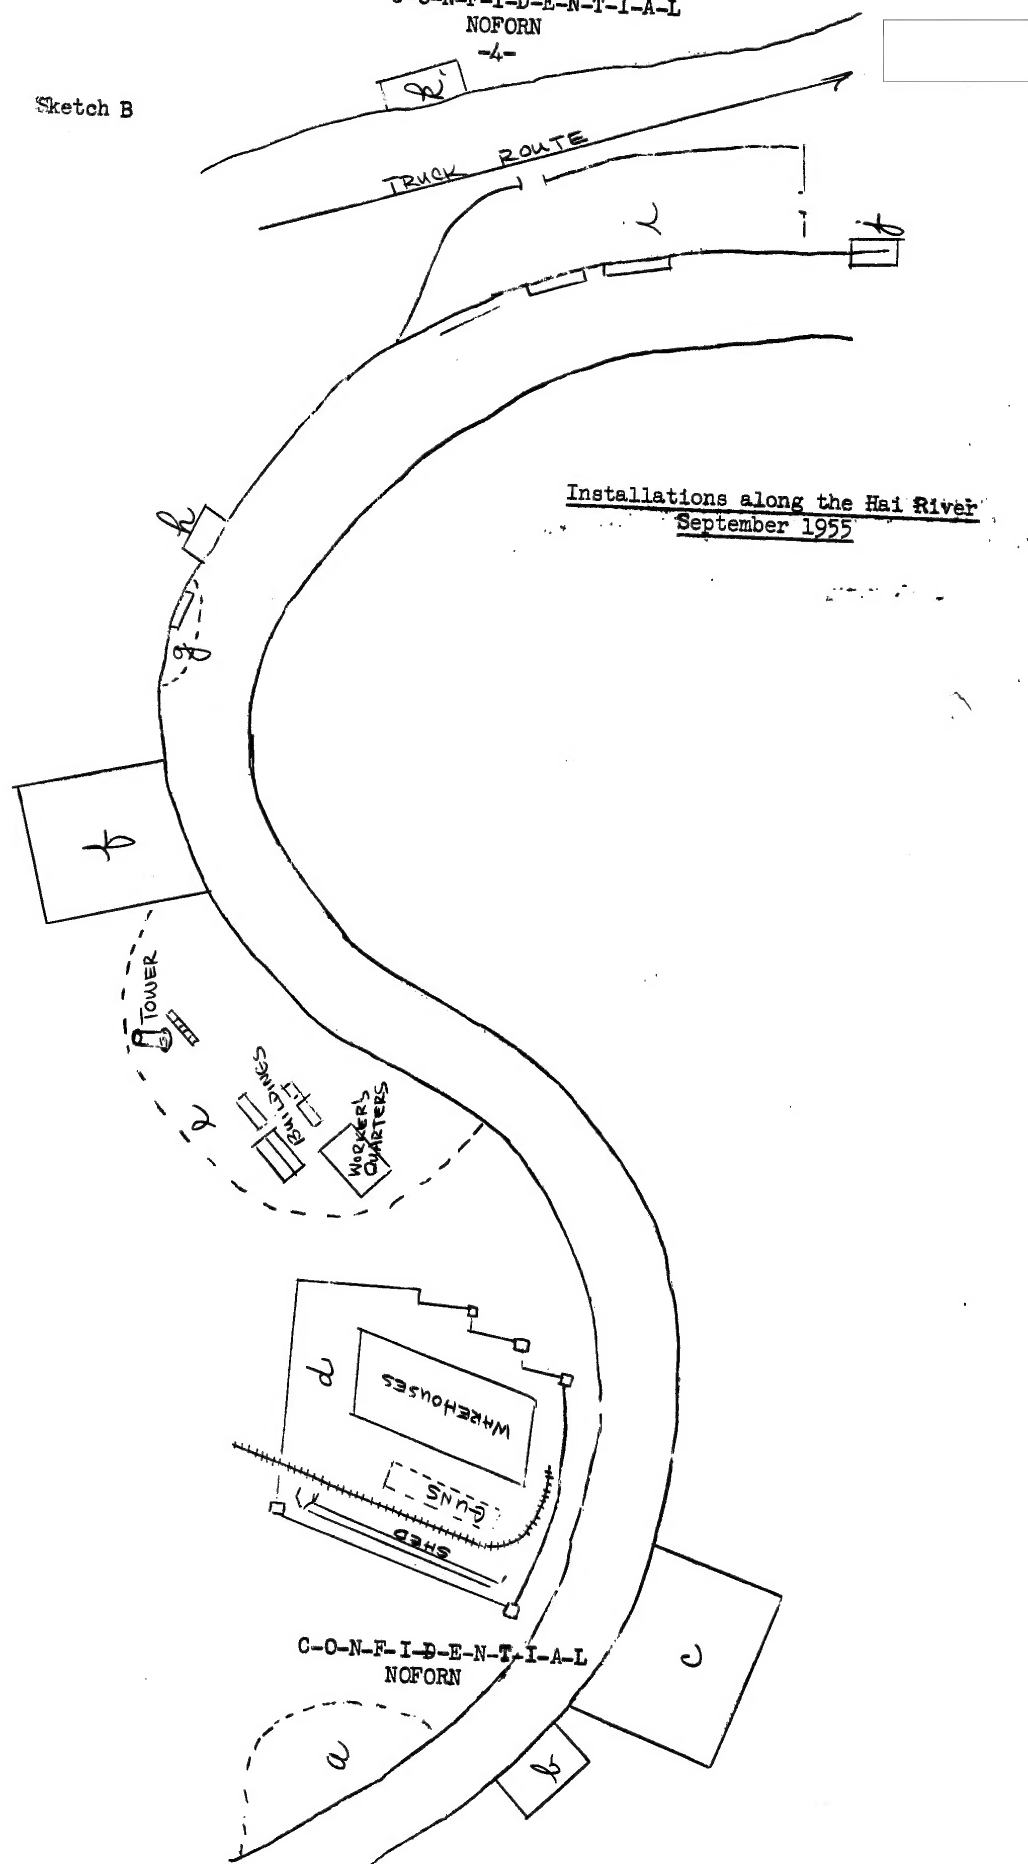 C-O-N-F-I-D-E-N-T-I-A-L
NOFORN
-4-
Sketch B
k
TRUCK ROUTE
i
j
Installations along the Hai River
September 1955
h
g
f
TOWER
e
BUILDINGS
WORKER'S
QUARTERS
d
WAREHOUSES
GUNS
SHED
C-O-N-F-I-D-E-N-T-I-A-L
NOFORN
c
a
b